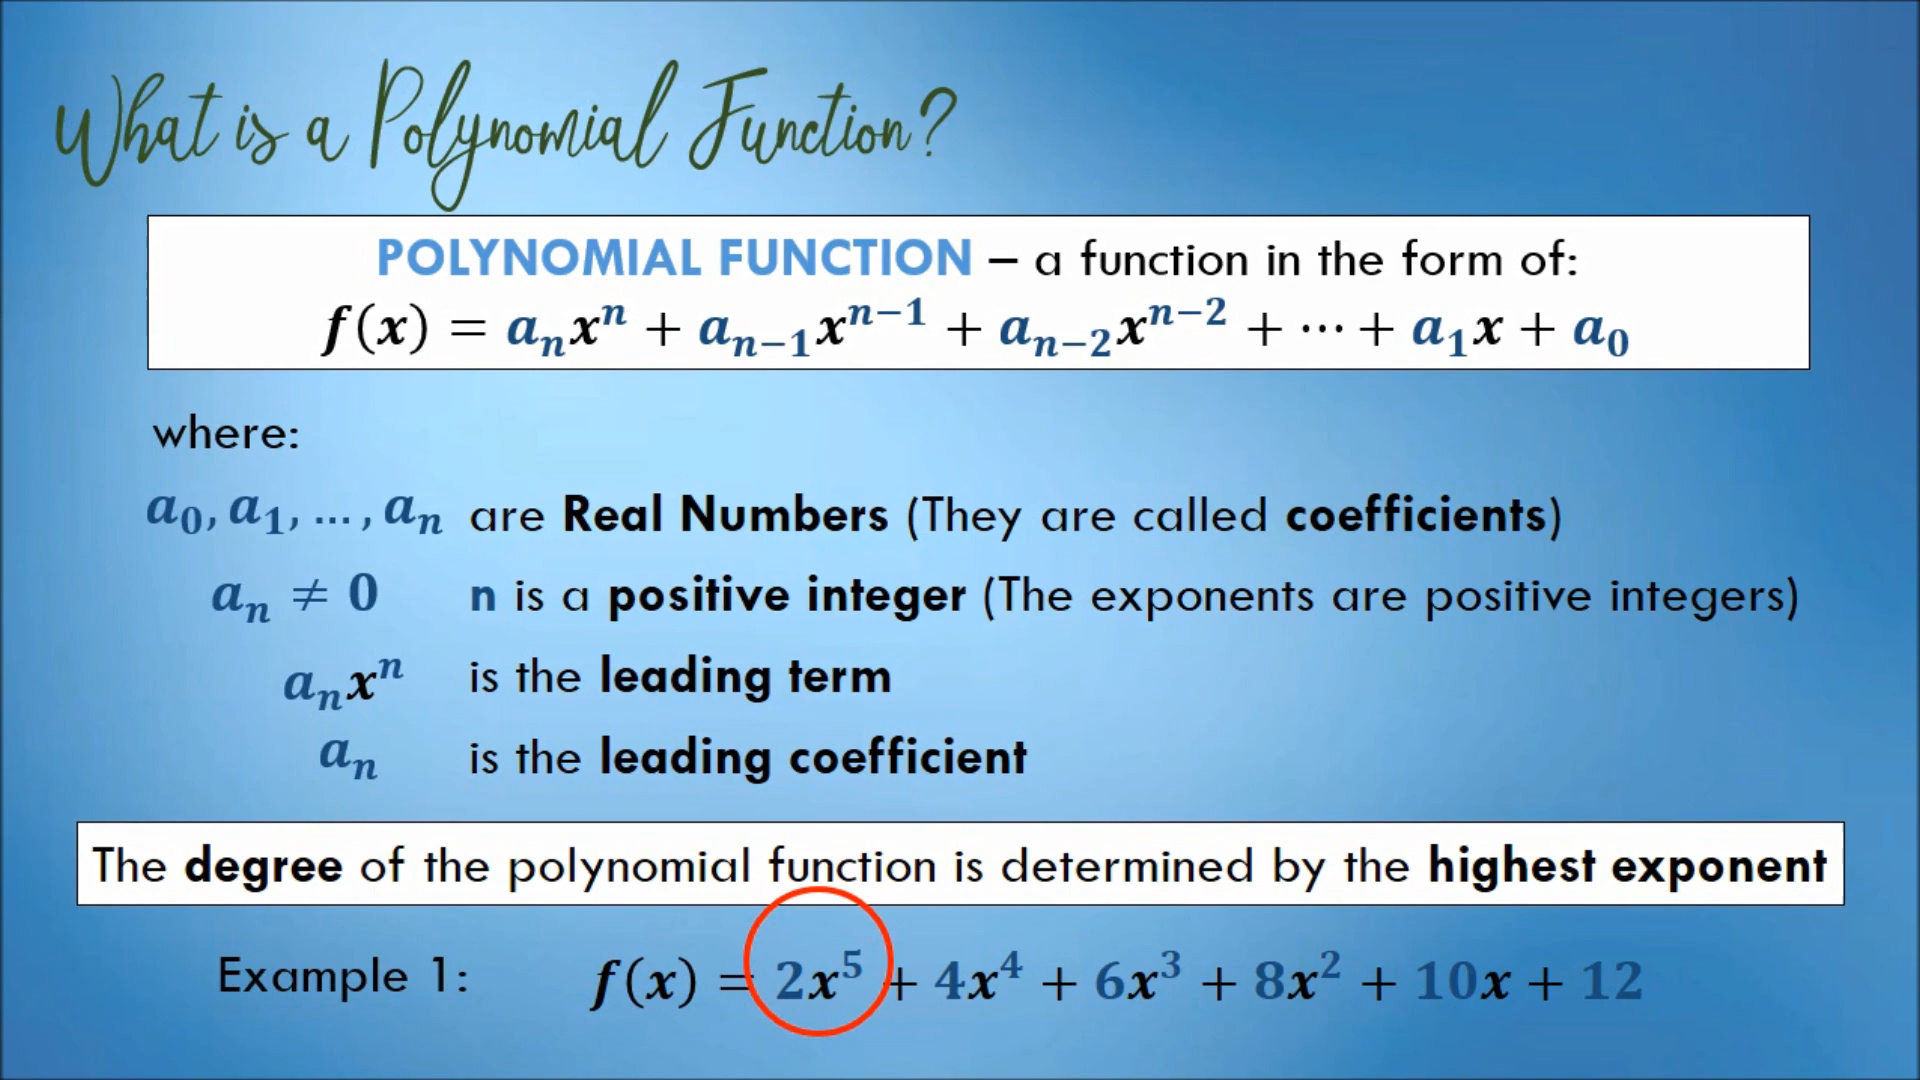 What is a Polynomial Function?
POLYNOMIAL FUNCTION – a function in the form of:
f(x) = aₙxⁿ + aₙ₋₁xⁿ⁻¹ + aₙ₋₂xⁿ⁻² + ⋯ + a₁x + a₀
where:
a₀, a₁, … , aₙ are Real Numbers (They are called coefficients)
aₙ ≠ 0 n is a positive integer (The exponents are positive integers)
aₙxⁿ is the leading term
aₙ is the leading coefficient
The degree of the polynomial function is determined by the highest exponent
Example 1: f(x) = 2x⁵ + 4x⁴ + 6x³ + 8x² + 10x + 12